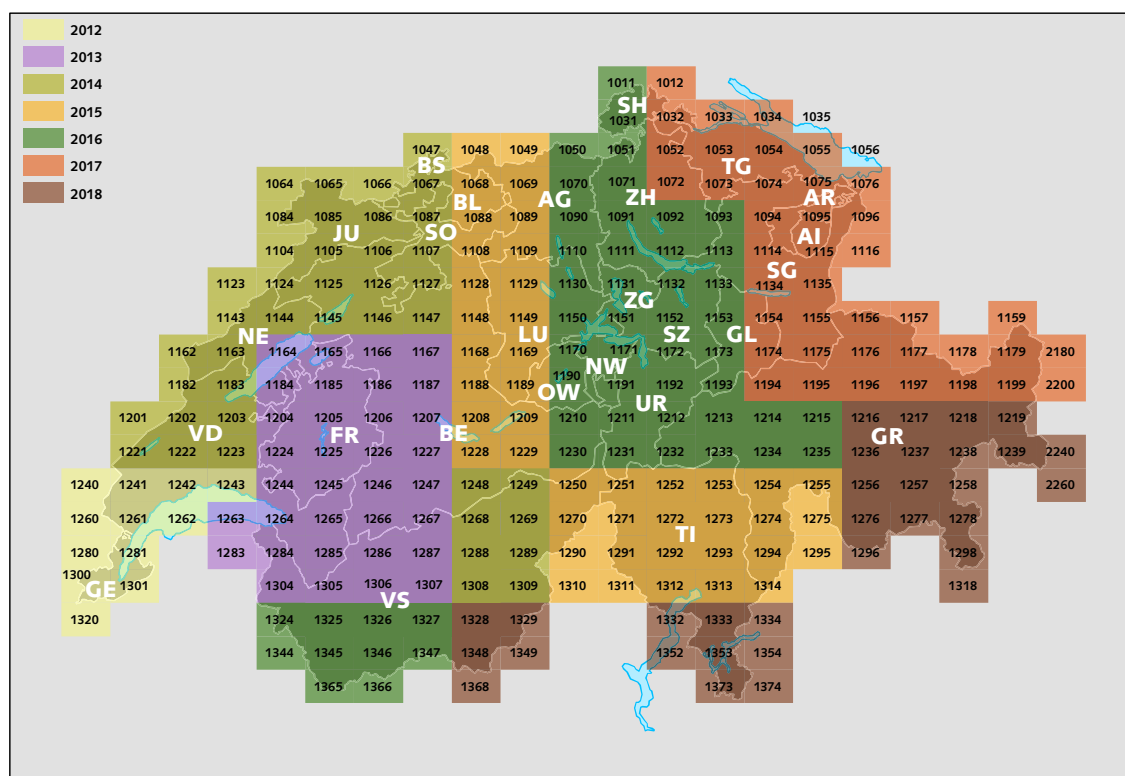 2012
2013
2014
2015
2016
2017
2018
1011 1012
SH
1031 1032 1033 1034 1035
1047 1048 1049 1050 1051 1052 1053 1054 1055 1056
BS TG
1064 1065 1066 1067 1068 1069 1070 1071 1072 1073 1074 1075 1076
BL AG ZH AR
1084 1085 1086 1087 1088 1089 1090 1091 1092 1093 1094 1095 1096
JU SO AI
1104 1105 1106 1107 1108 1109 1110 1111 1112 1113 1114 1115 1116
SG
1123 1124 1125 1126 1127 1128 1129 1130 1131 1132 1133 1134 1135
ZG
1143 1144 1145 1146 1147 1148 1149 1150 1151 1152 1153 1154 1155 1156 1157 1159
NE LU SZ GL
1162 1163 1164 1165 1166 1167 1168 1169 1170 1171 1172 1173 1174 1175 1176 1177 1178 1179 2180
NW
1182 1183 1184 1185 1186 1187 1188 1189 1190 1191 1192 1193 1194 1195 1196 1197 1198 1199 2200
OW UR
1201 1202 1203 1204 1205 1206 1207 1208 1209 1210 1211 1212 1213 1214 1215 1216 1217 1218 1219
VD FR BE GR
1221 1222 1223 1224 1225 1226 1227 1228 1229 1230 1231 1232 1233 1234 1235 1236 1237 1238 1239 2240
1240 1241 1242 1243 1244 1245 1246 1247 1248 1249 1250 1251 1252 1253 1254 1255 1256 1257 1258 2260
1260 1261 1262 1263 1264 1265 1266 1267 1268 1269 1270 1271 1272 1273 1274 1275 1276 1277 1278
TI
1280 1281 1283 1284 1285 1286 1287 1288 1289 1290 1291 1292 1293 1294 1295 1296 1298
1300 1301 1304 1305 1306 1307 1308 1309 1310 1311 1312 1313 1314 1318
GE VS
1320 1324 1325 1326 1327 1328 1329 1332 1333 1334
1344 1345 1346 1347 1348 1349 1352 1353 1354
1365 1366 1368 1373 1374